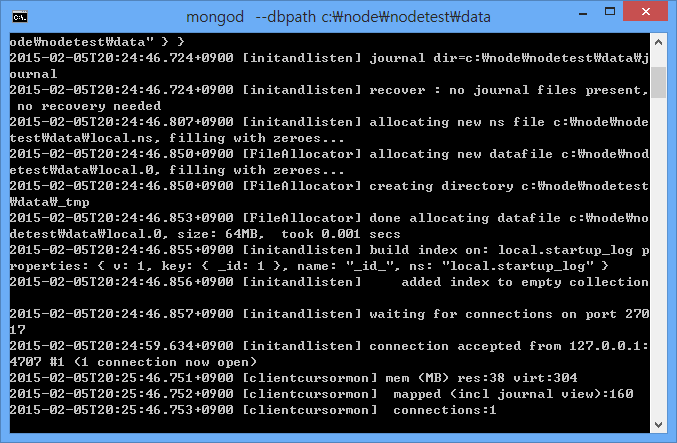 mongod --dbpath c:₩node₩nodetest₩data
ode₩nodetest₩data" } }
2015-02-05T20:24:46.724+0900 [initandlisten] journal dir=c:₩node₩nodetest₩data₩j
ournal
2015-02-05T20:24:46.724+0900 [initandlisten] recover : no journal files present,
 no recovery needed
2015-02-05T20:24:46.807+0900 [initandlisten] allocating new ns file c:₩node₩node
test₩data₩local.ns, filling with zeroes...
2015-02-05T20:24:46.850+0900 [FileAllocator] allocating new datafile c:₩node₩nod
etest₩data₩local.0, filling with zeroes...
2015-02-05T20:24:46.850+0900 [FileAllocator] creating directory c:₩node₩nodetest
₩data₩_tmp
2015-02-05T20:24:46.853+0900 [FileAllocator] done allocating datafile c:₩node₩no
detest₩data₩local.0, size: 64MB,  took 0.001 secs
2015-02-05T20:24:46.855+0900 [initandlisten] build index on: local.startup_log p
roperties: { v: 1, key: { _id: 1 }, name: "_id_", ns: "local.startup_log" }
2015-02-05T20:24:46.856+0900 [initandlisten]     added index to empty collection
2015-02-05T20:24:46.857+0900 [initandlisten] waiting for connections on port 270
17
2015-02-05T20:24:59.634+0900 [initandlisten] connection accepted from 127.0.0.1:
4707 #1 (1 connection now open)
2015-02-05T20:25:46.751+0900 [clientcursormon] mem (MB) res:38 virt:304
2015-02-05T20:25:46.752+0900 [clientcursormon]  mapped (incl journal view):160
2015-02-05T20:25:46.753+0900 [clientcursormon]  connections:1